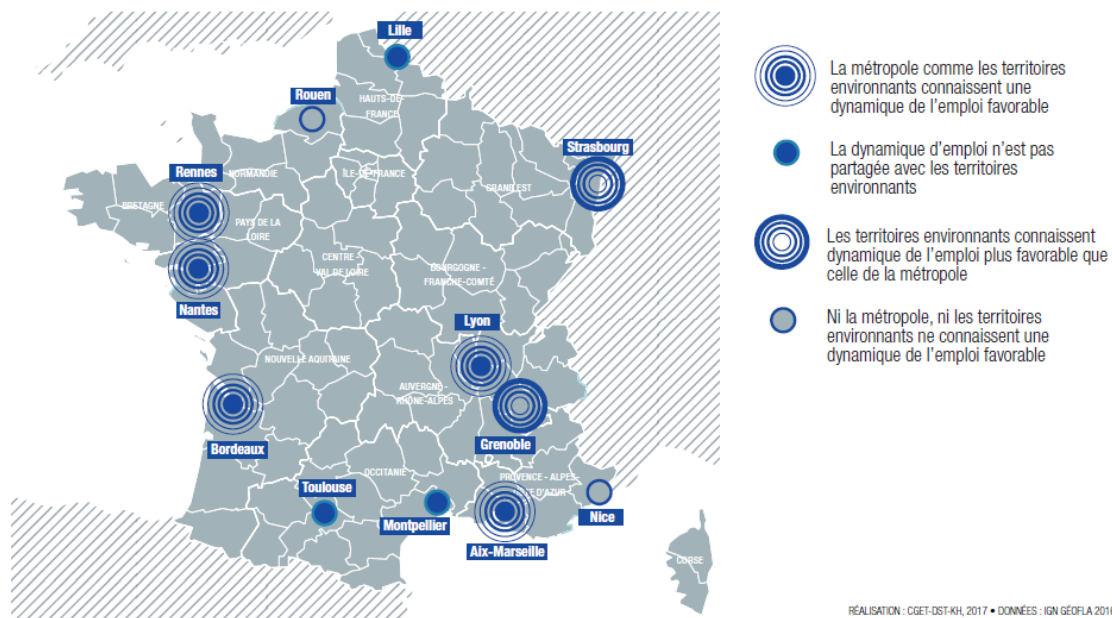 Lille
Rouen
HAUTS-DE-
FRANCE
Strasbourg
Rennes
NORMANDIE
ÎLE-DE-FRANCE
GRAND EST
BRETAGNE
PAYS DE LA
LOIRE
CENTRE -
VAL DE LOIRE
BOURGOGNE -
FRANCHE-COMTÉ
Nantes
Lyon
NOUVELLE AQUITAINE
AUVERGNE -
RHÔNE-ALPES
Bordeaux
Grenoble
OCCITANIE
PROVENCE - ALPES-
D'AZUR
Toulouse
Montpellier
Nice
Aix-Marseille
CORSE
La métropole comme les territoires
environnants connaissent une
dynamique de l'emploi favorable
La dynamique d'emploi n'est pas
partagée avec les territoires
environnants
Les territoires environnants connaissent
dynamique de l'emploi plus favorable que
celle de la métropole
Ni la métropole, ni les territoires
environnants ne connaissent une
dynamique de l'emploi favorable
RÉALISATION : CGET-DST-KH, 2017 • DONNÉES : IGN GÉOFLA 2016